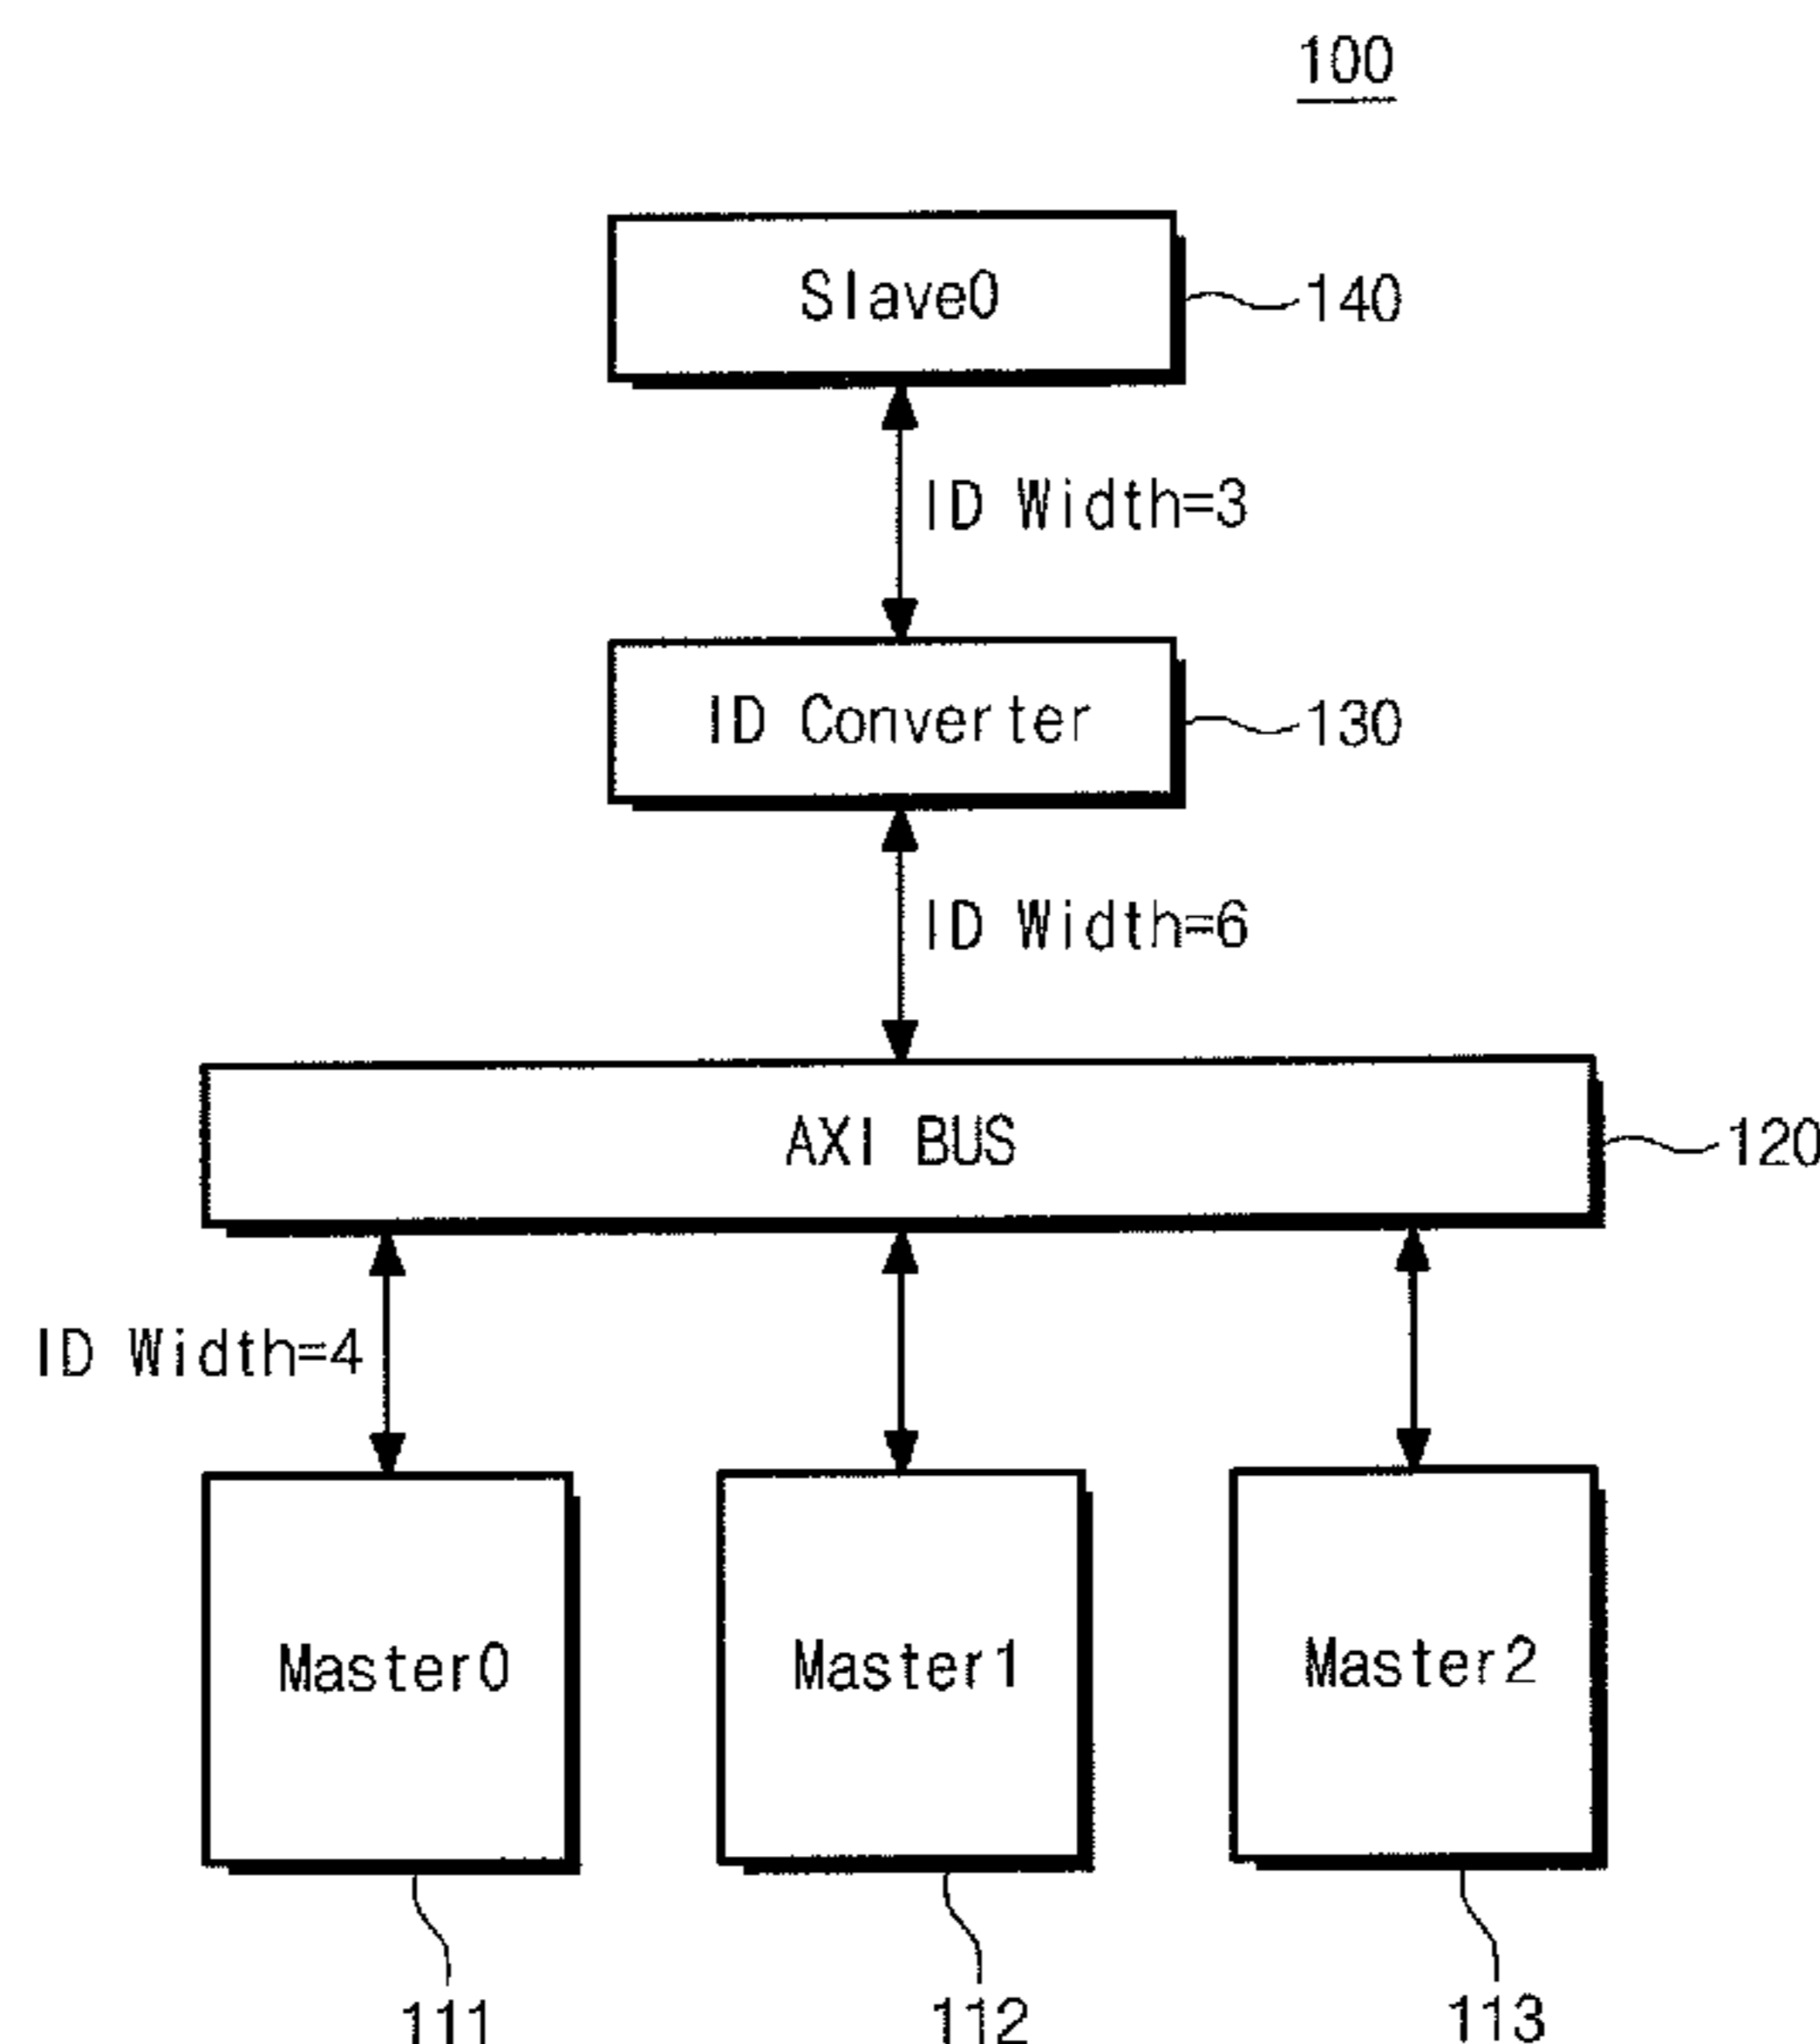 100
Slave0
140
ID Width=3
ID Converter
130
ID Width=6
AXI BUS
120
ID Width=4
Master0
Master1
Master2
111
112
113